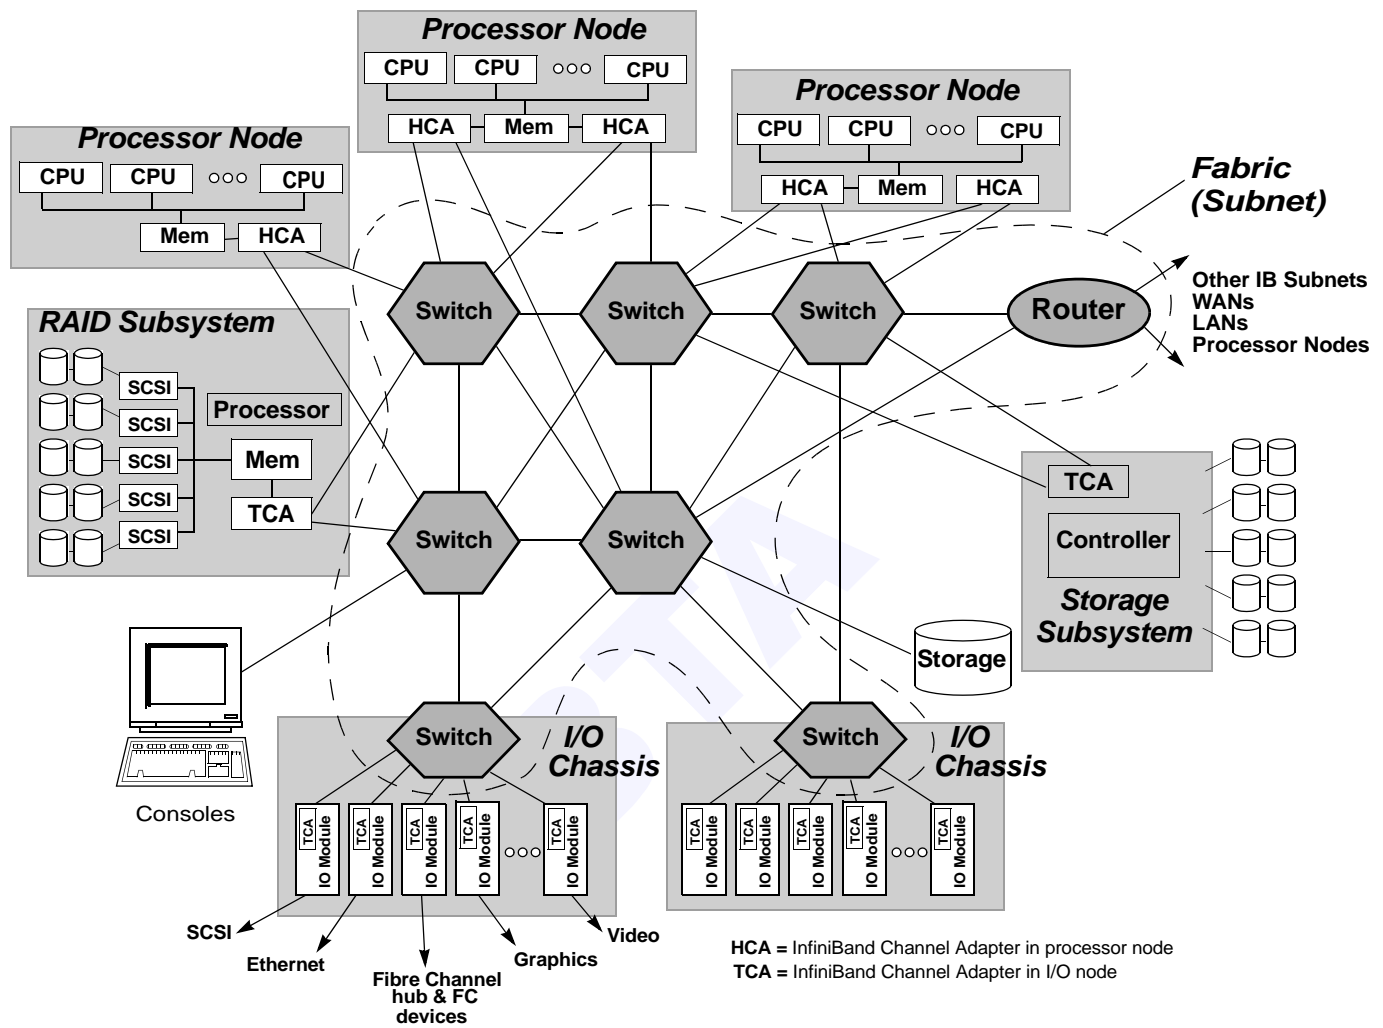 Processor Node
CPU CPU CPU
HCA Mem HCA
Processor Node
CPU CPU CPU
HCA Mem HCA
Processor Node
CPU CPU CPU
Mem HCA
Fabric
(Subnet)
Switch Switch Switch Router
Other IB Subnets
WANs
LANs
Processor Nodes
RAID Subsystem
SCSI
SCSI
SCSI
SCSI
SCSI
Processor
Mem
TCA
Switch Switch
TCA
Controller
Storage
Subsystem
Storage
Consoles
Switch
I/O
Chassis
TCA IO Module
TCA IO Module
TCA IO Module
TCA IO Module
TCA IO Module
Switch
I/O
Chassis
TCA IO Module
TCA IO Module
TCA IO Module
TCA IO Module
TCA IO Module
SCSI
Ethernet
Fibre Channel
hub & FC
devices
Graphics
Video
HCA = InfiniBand Channel Adapter in processor node
TCA = InfiniBand Channel Adapter in I/O node